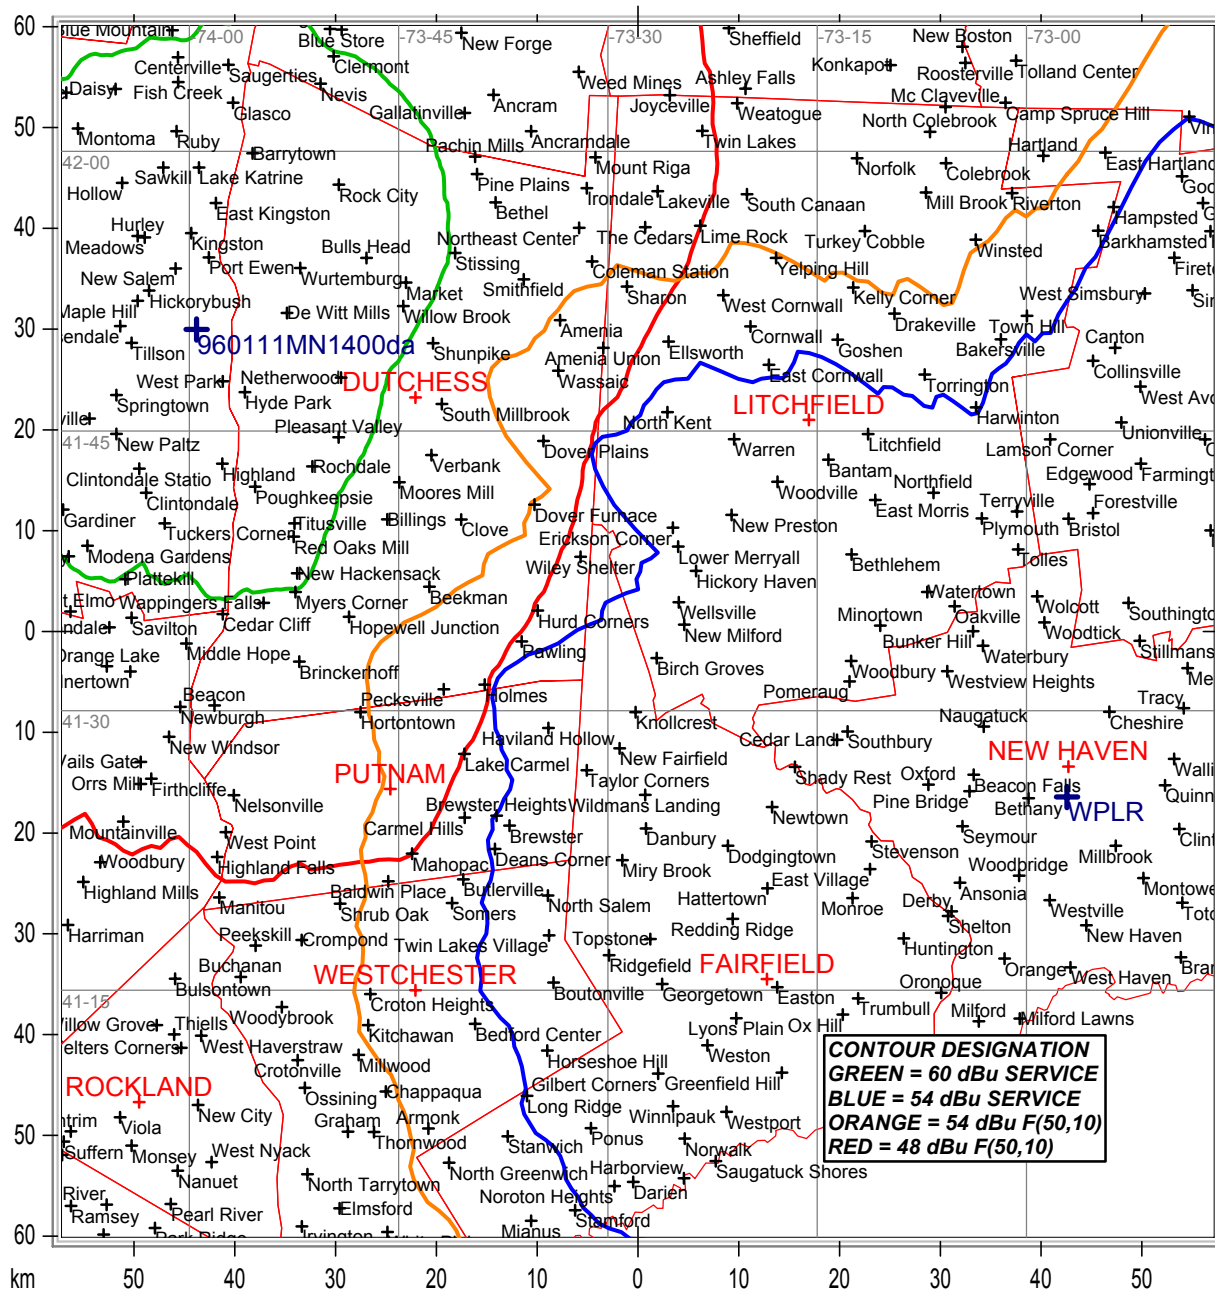 60
Blue Mountain
-74-00
Blue Store
-73-45
New Forge
-73-30
Sheffield
-73-15
New Boston
-73-00
Centerville
Saugerties
Clermont
Weed Mines
Ashley Falls
Konkapot
Roosterville
Tolland Center
Daisy
Fish Creek
Nevis
Gallatinville
Ancram
Joyceville
Weatogue
Mc Claveville
Camp Spruce Hill
Glasco
North Colebrook
50
Montoma
Ruby
Barrytown
Pachin Mills
Ancramdale
Twin Lakes
Hartland
East Hartland
42-00
Sawkill
Lake Katrine
Mount Riga
Norfolk
Colebrook
Hollow
Rock City
Pine Plains
Irondale
Lakeville
South Canaan
Mill Brook
Riverton
East Kingston
Bethel
Hampsted
40
Hurley
Kingston
Bulls Head
Northeast Center
The Cedars
Lime Rock
Turkey Cobble
Winsted
Barkhamsted
Meadows
Port Ewen
Wurtemburg
Stissing
Coleman Station
Yelping Hill
New Salem
Market
Smithfield
Sharon
Kelly Corner
West Simsbury
Hickorybush
West Cornwall
Maple Hill
De Witt Mills
Willow Brook
Amenia
Cornwall
Drakeville
Town Hill
30
960111MN1400da
Tillson
Shunpike
Amenia Union
Ellsworth
Goshen
Bakersville
Canton
West Park
Netherwood
DUTCHESS
Wassaic
East Cornwall
Torrington
Collinsville
Springtown
Hyde Park
South Millbrook
North Kent
LITCHFIELD
Harwinton
West Avo
20
New Paltz
Pleasant Valley
Dover Plains
Warren
Litchfield
Lamson Corner
Unionville
41-45
Clintondale Statio
Highland
Rochdale
Verbank
Bantam
Edgewood
Farmingt
Clintondale
Poughkeepsie
Moores Mill
Woodville
Northfield
Forestville
Gardiner
Titusville
Billings
Clove
Dover Furnace
New Preston
East Morris
Terryville
10
Tuckers Corner
Erickson Corner
Plymouth
Bristol
Modena Gardens
Red Oaks Mill
Wiley Shelter
Lower Merryall
Bethlehem
Tolles
Plattekill
New Hackensack
Hickory Haven
Wappingers Falls
Myers Corner
Beekman
Wellsville
Watertown
Wolcott
Southingto
Savilton
Cedar Cliff
Hopewell Junction
Hurd Corners
New Milford
Minortown
Oakville
Woodtick
0
Middle Hope
Pawling
Bunker Hill
Waterbury
Stillmans
Orange Lake
Brinckerhoff
Birch Groves
Woodbury
Westview Heights
Beacon
Pecksville
Holmes
Pomeraug
Tracy
Newburgh
Hortontown
Knollcrest
Naugatuck
Cheshire
41-30
10
New Windsor
Haviland Hollow
New Fairfield
Cedar Land
Southbury
NEW HAVEN
Vails Gate
PUTNAM
Lake Carmel
Taylor Corners
Shady Rest
Oxford
Beacon Falls
Orrs Mil
Firthcliffe
Nelsonville
Brewster Heights
Wildmans Landing
Newtown
Pine Bridge
Bethany
WPLR
20
Mountainville
West Point
Carmel Hills
Brewster
Danbury
Seymour
Millbrook
Woodbury
Highland Falls
Mahopac
Deans Corner
Miry Brook
Dodgingtown
Stevenson
Woodbridge
Highland Mills
Manitou
Baldwin Place
Butlerville
East Village
Ansonia
Shrub Oak
Somers
North Salem
Hattertown
Monroe
Derby
Westville
Harriman
Peekskill
Crompond
Twin Lakes Village
Topstone
Redding Ridge
Shelton
New Haven
30
Buchanan
WESTCHESTER
Ridgefield
FAIRFIELD
Huntington
Orange
West Haven
Bulsontown
Croton Heights
Boutonville
Georgetown
Easton
Oronoque
41-15
Woodybrook
Kitchawan
Bedford Center
Trumbull
Milford
Milford Lawns
40
Thiells
West Haverstraw
Lyons Plain
Ox Hill
Crotonville
Millwood
Horseshoe Hill
Weston
ROCKLAND
Ossining
Chappaqua
Gilbert Corners
Greenfield Hill
New City
Graham
Armonk
Long Ridge
Winnipauk
Westport
Viola
Thornwood
Stanwich
Ponus
Norwalk
50
Suffern
Monsey
West Nyack
North Greenwich
Harborview
Saugatuck Shores
Nanuet
North Tarrytown
Noroton Heights
Darien
River
Ramsey
Pearl River
Elmsford
Stamford
Mianus
60
CONTOUR DESIGNATION
GREEN = 60 dBu SERVICE
BLUE = 54 dBu SERVICE
ORANGE = 54 dBu F(50,10)
RED = 48 dBu F(50,10)
km 50 40 30 20 10 0 10 20 30 40 50